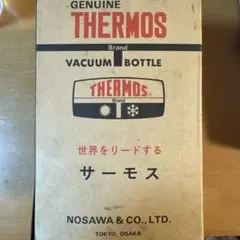 GENUINE
THERMOS
Brand
VACUUM BOTTLE
THERMOS
Brand
世界をリードする
サーモス
NOSAWA & CO., LTD.
TOKYO, OSAKA